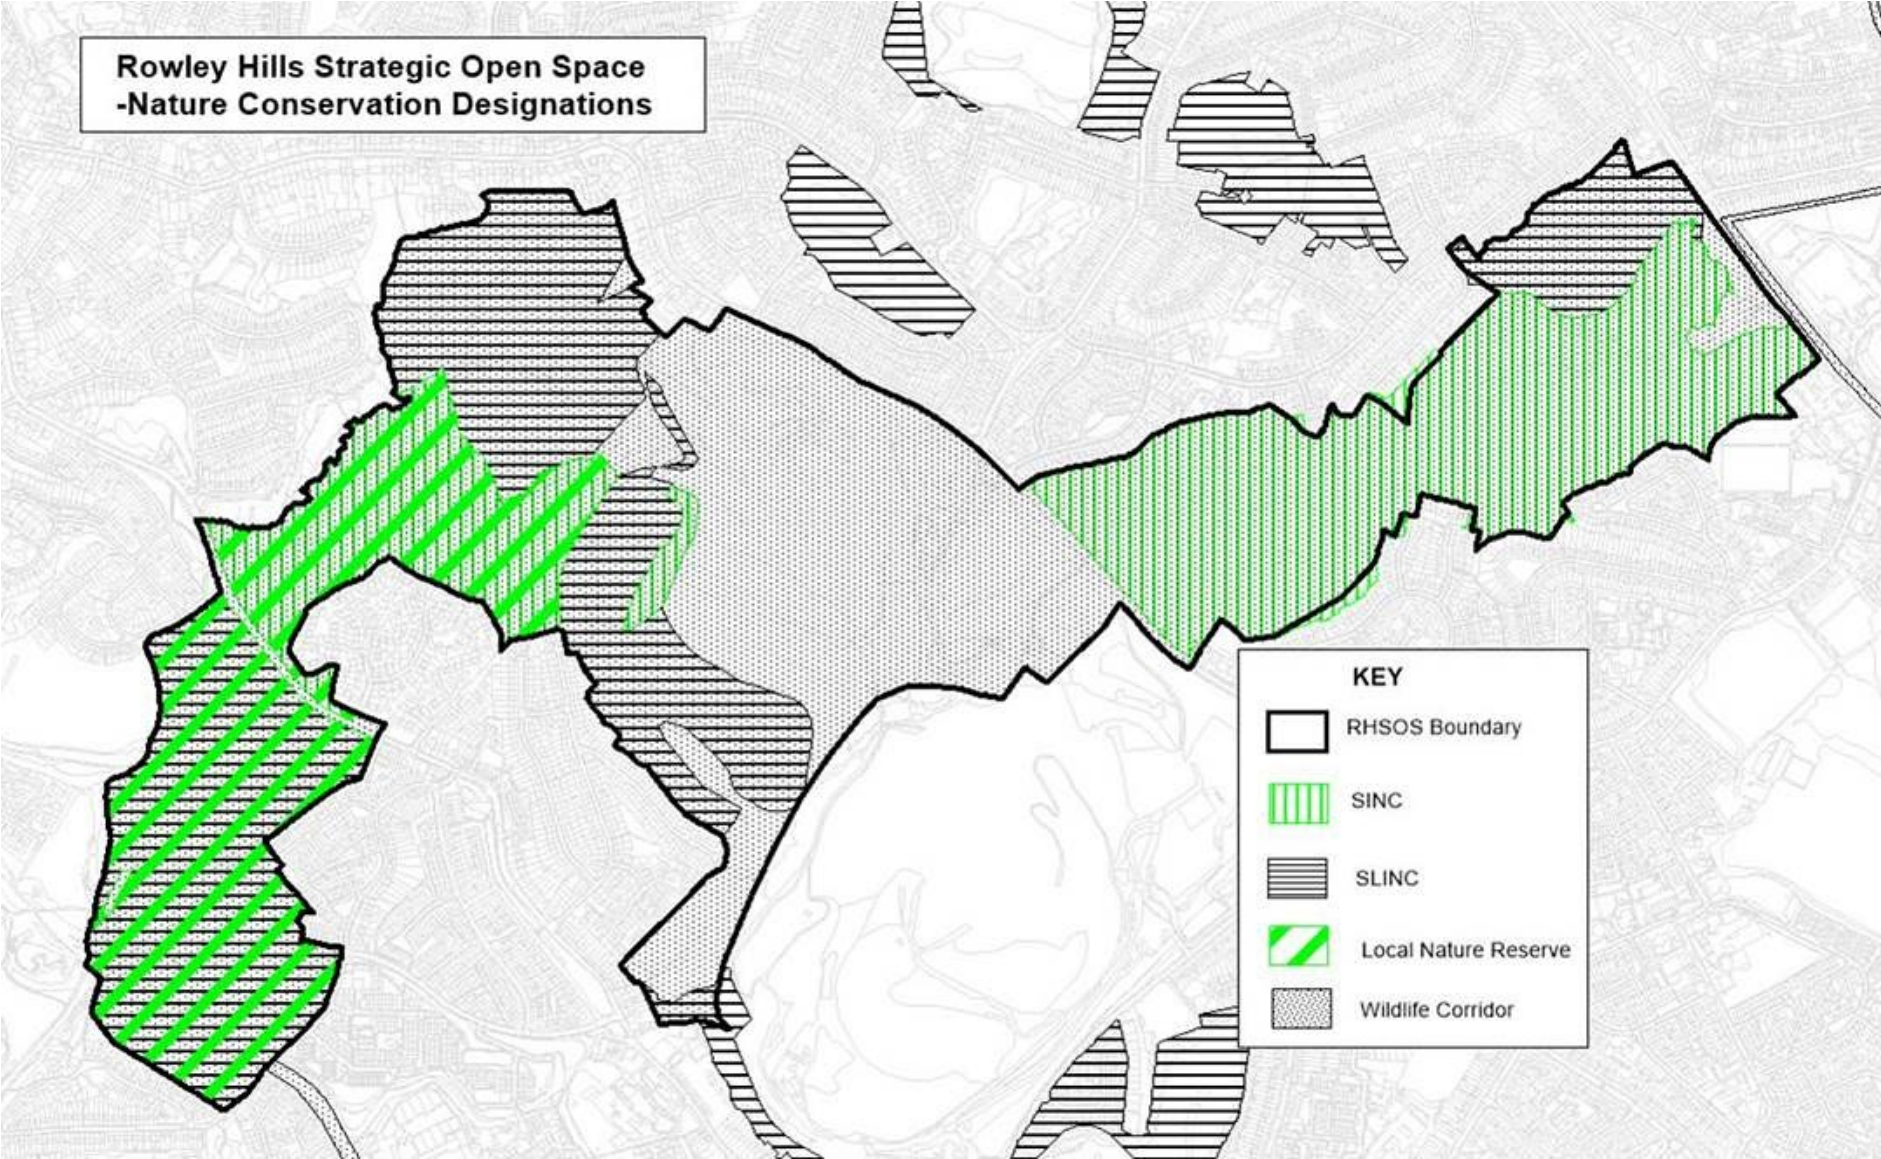 Rowley Hills Strategic Open Space
-Nature Conservation Designations
KEY
RHSOS Boundary
SINC
SLINC
Local Nature Reserve
Wildlife Corridor